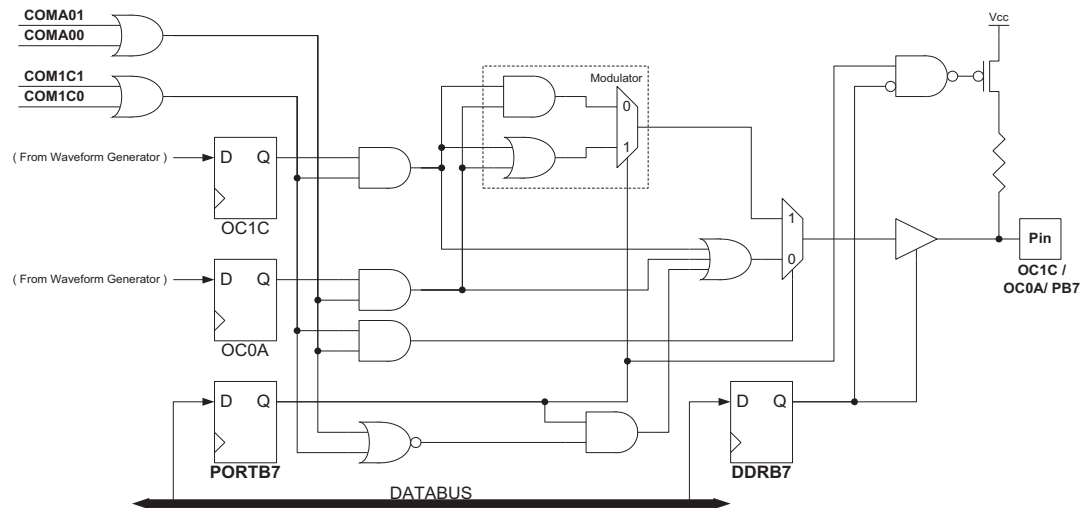 COMA01
COMA00
Vcc
COM1C1
COM1C0
Modulator
0
1
( From Waveform Generator )
D Q
OC1C
1
0
Pin
OC1C /
OC0A/ PB7
( From Waveform Generator )
D Q
OC0A
D Q
PORTB7
D Q
DDRB7
DATABUS